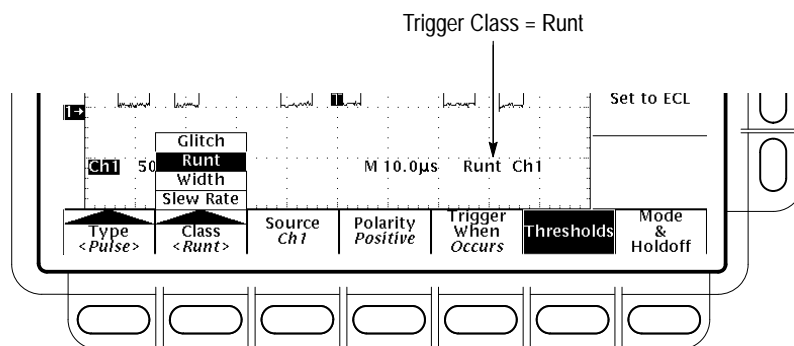 Trigger Class = Runt
T
Set to ECL
1→
Glitch
Runt
Width
Slew Rate
Ch1 50
M 10.0µs Runt Ch1
Type
<Pulse>
Class
<Runt>
Source
Ch1
Polarity
Positive
Trigger
When
Occurs
Thresholds
Mode
&
Holdoff